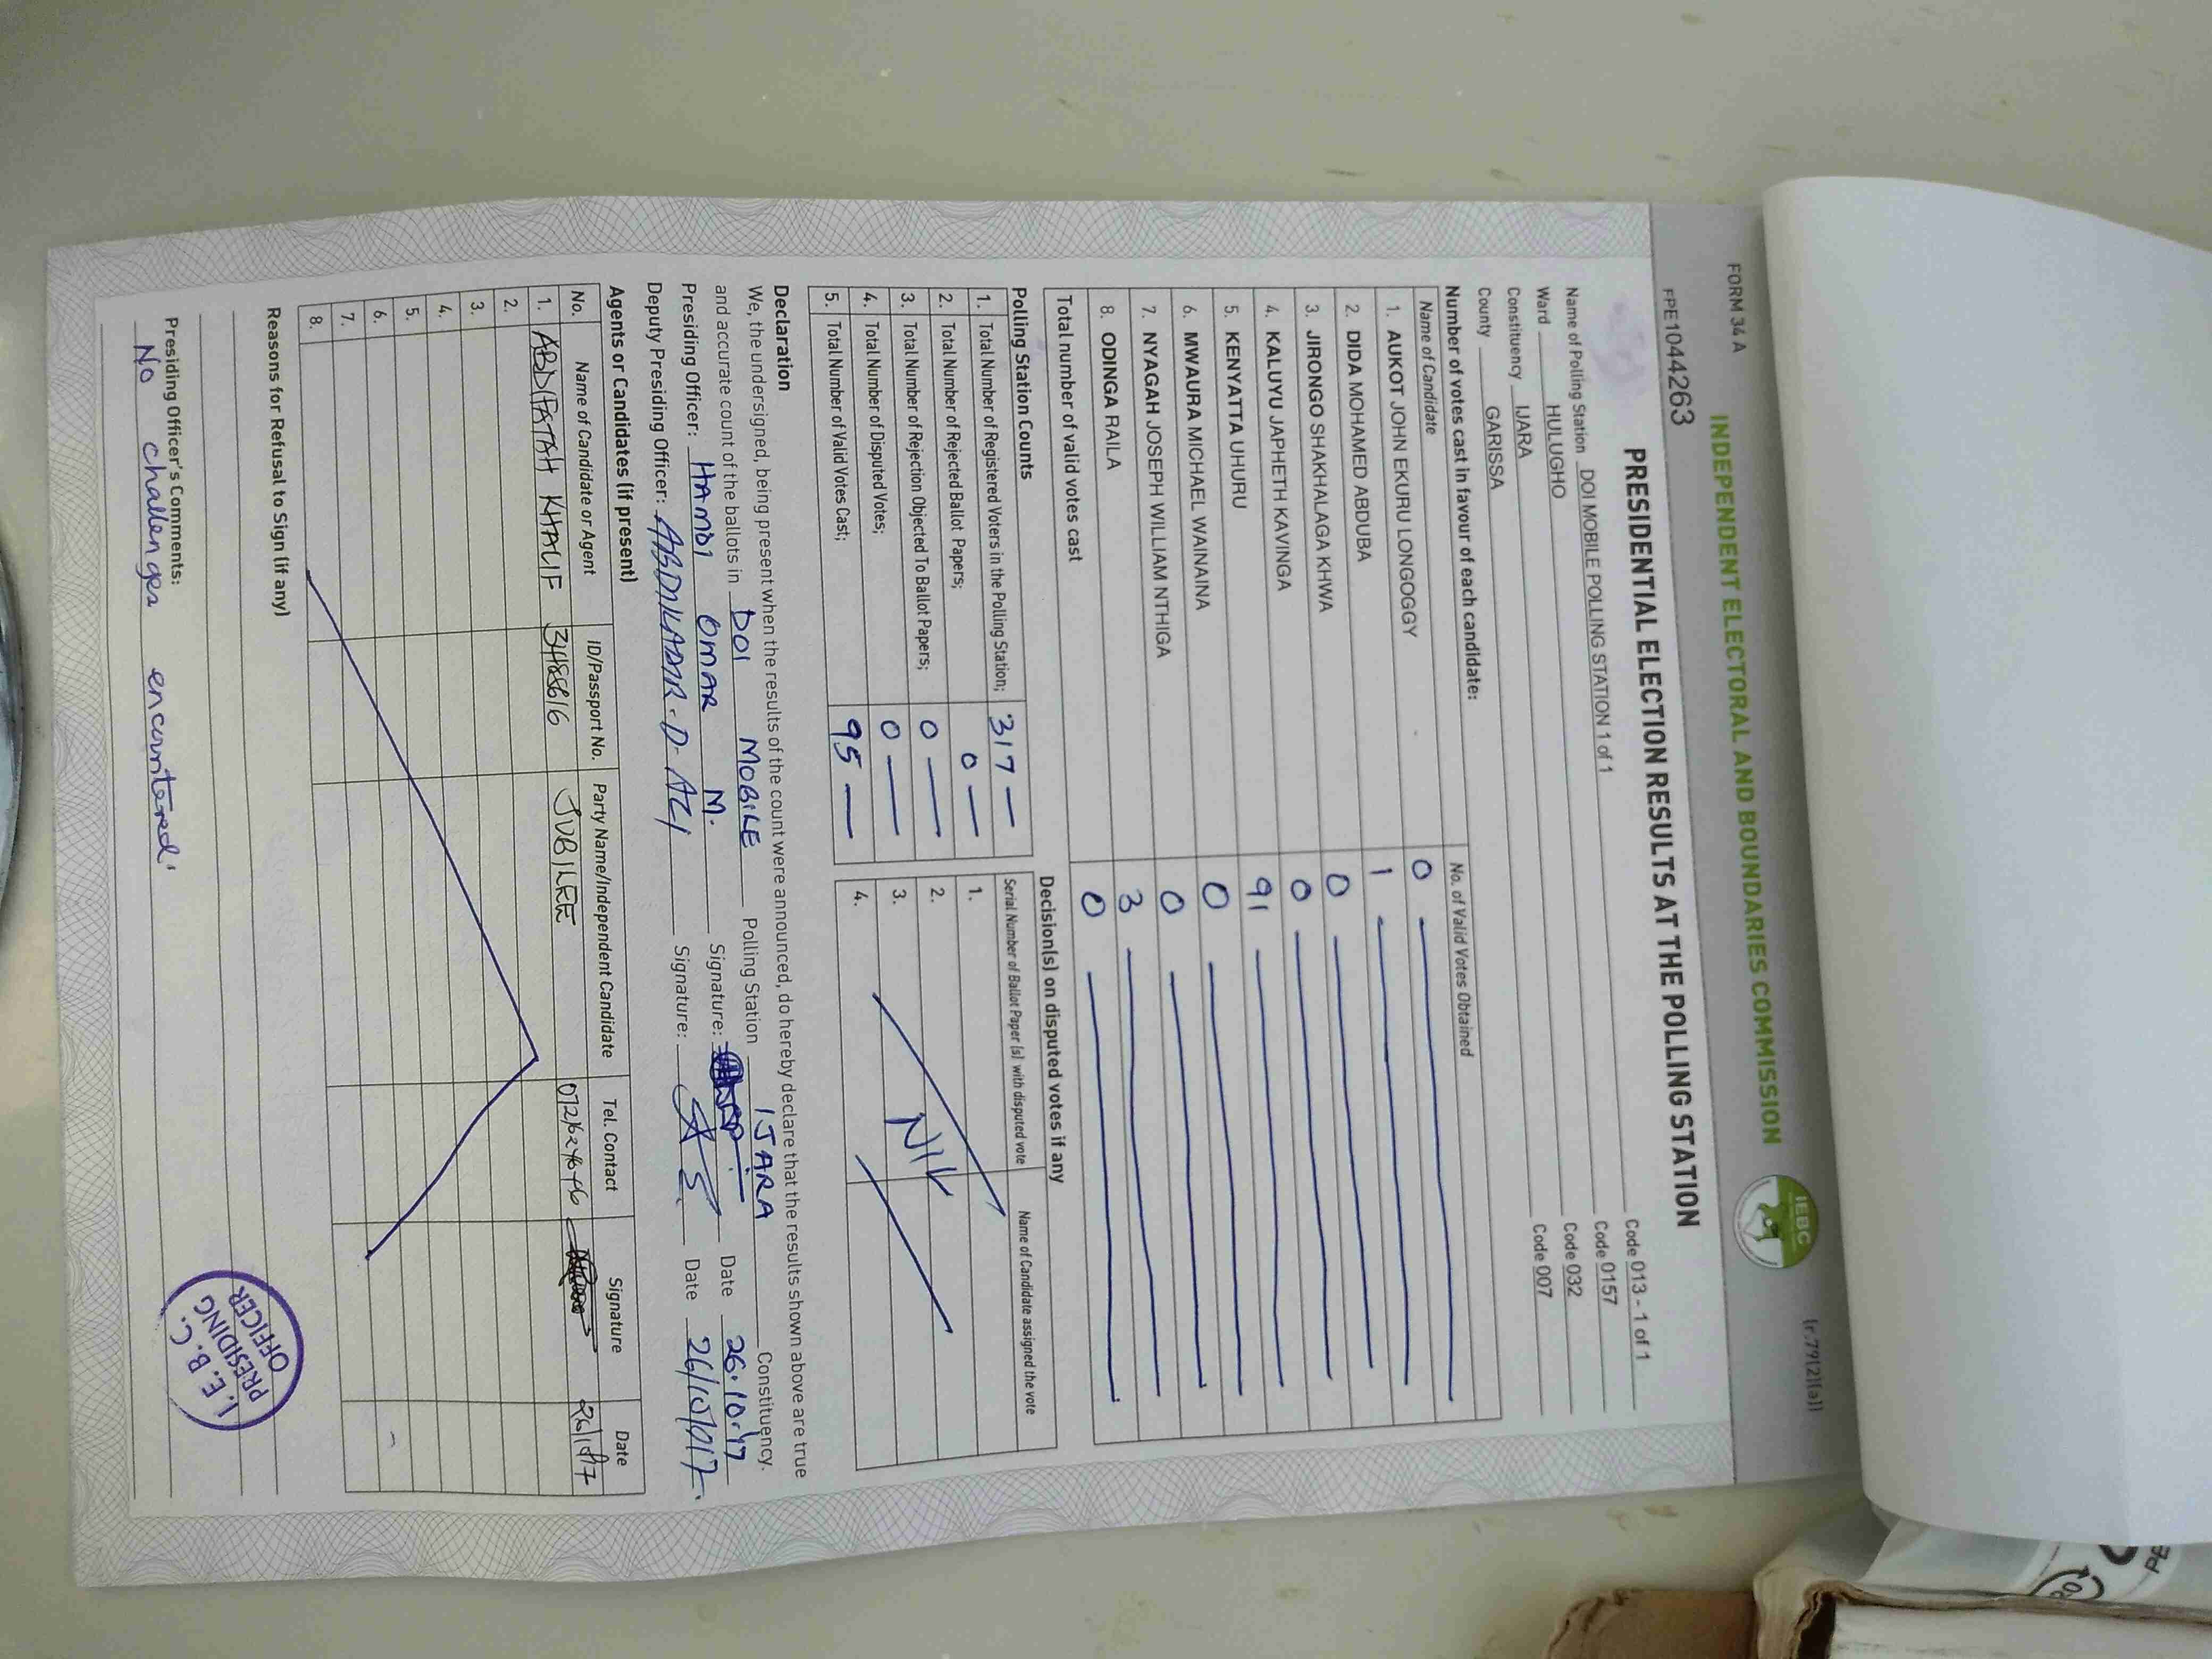 FORM 34 A
(r.79(2)(a))
INDEPENDENT ELECTORAL AND BOUNDARIES COMMISSION
IEBC
FPE1044263
PRESIDENTIAL ELECTION RESULTS AT THE POLLING STATION
Name of Polling Station DOI MOBILE POLLING STATION 1 of 1 Code 013 - 1 of 1
Ward HULUGHO Code 0157
Constituency IJARA Code 032
County GARISSA Code 007
Number of votes cast in favour of each candidate:
Name of Candidate No. of Valid Votes Obtained
1. AUKOT JOHN EKURU LONGOGGY 0
2. DIDA MOHAMED ABDUBA 1
3. JIRONGO SHAKHALAGA KHWA 0
4. KALUYU JAPHETH KAVINGA 0
5. KENYATTA UHURU 91
6. MWAURA MICHAEL WAINAINA 0
7. NYAGAH JOSEPH WILLIAM NTHIGA 0
8. ODINGA RAILA 3
Total number of valid votes cast 0
Polling Station Counts
1. Total Number of Registered Voters in the Polling Station; 317
2. Total Number of Rejected Ballot Papers; 0
3. Total Number of Rejection Objected To Ballot Papers; 0
4. Total Number of Disputed Votes; 0
5. Total Number of Valid Votes Cast; 95
Decision(s) on disputed votes if any
Serial Number of Ballot Paper (s) with disputed vote Name of Candidate assigned the vote
1.
2.
3. NIL
4.
Declaration
We, the undersigned, being present when the results of the count were announced, do hereby declare that the results shown above are true
and accurate count of the ballots in DOI MOBILE Polling Station IJARA Constituency.
Presiding Officer: HAMDI OMAR M. Signature: Date 26.10.17
Deputy Presiding Officer: ABDIKADIR . D. ALI Signature: Date 26/10/017.
Agents or Candidates (if present)
No. Name of Candidate or Agent ID/Passport No. Party Name/Independent Candidate Tel. Contact Signature Date
1. ABDIFATAH KHALIF JUBILEE
2.
3.
4.
5.
6.
7.
8.
Reasons for Refusal to Sign (if any)
Presiding Officer's Comments:
No challenges encountered
I. E. B. C.
PRESIDING
OFFICER